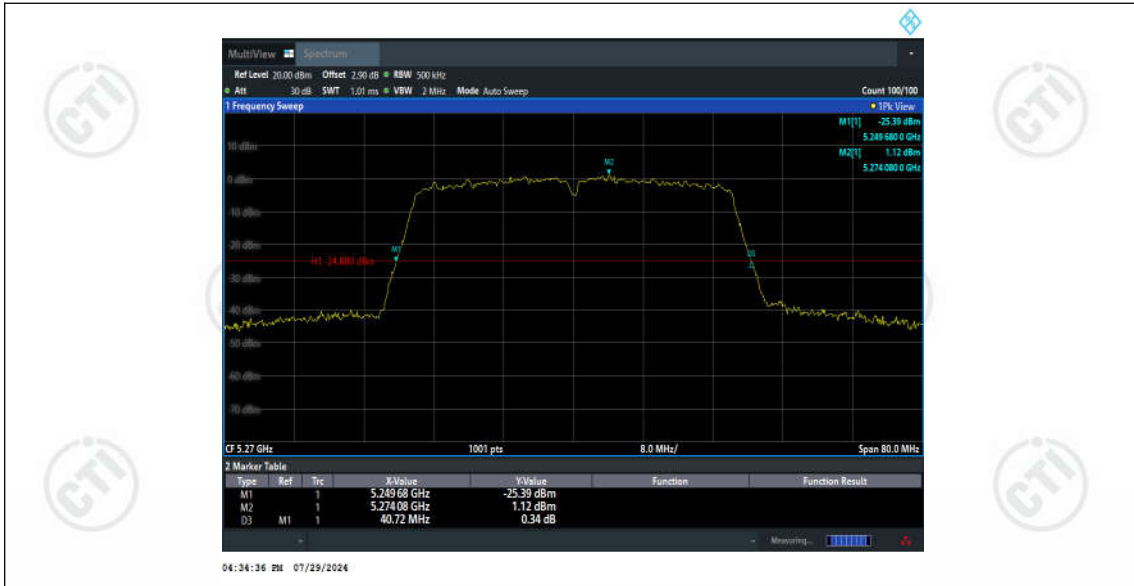 MultiView Spectrum
Ref Level 20.00 dBm Offset 2.90 dB RBW 500 kHz
Att 30 dB SWT 1.01 ms VBW 2 MHz Mode Auto Sweep Count 100/100
1 Frequency Sweep 1Pk View
M1[1] -25.39 dBm
5.249 680 0 GHz
10 dBm
M2[1] 1.12 dBm
5.274 080 0 GHz
M2
0 dBm
-10 dBm
-20 dBm
M1
D3
H1 -24.880 dBm
-30 dBm
-40 dBm
-50 dBm
-60 dBm
-70 dBm
CF 5.27 GHz 1001 pts 8.0 MHz/ Span 80.0 MHz
2 Marker Table
Type Ref Trc X-Value Y-Value Function Function Result
M1 1 5.249 68 GHz -25.39 dBm
M2 1 5.274 08 GHz 1.12 dBm
D3 M1 1 40.72 MHz 0.34 dB
Measuring...
04:34:36 PM 07/29/2024
CTI
CTI
CTI
CTI